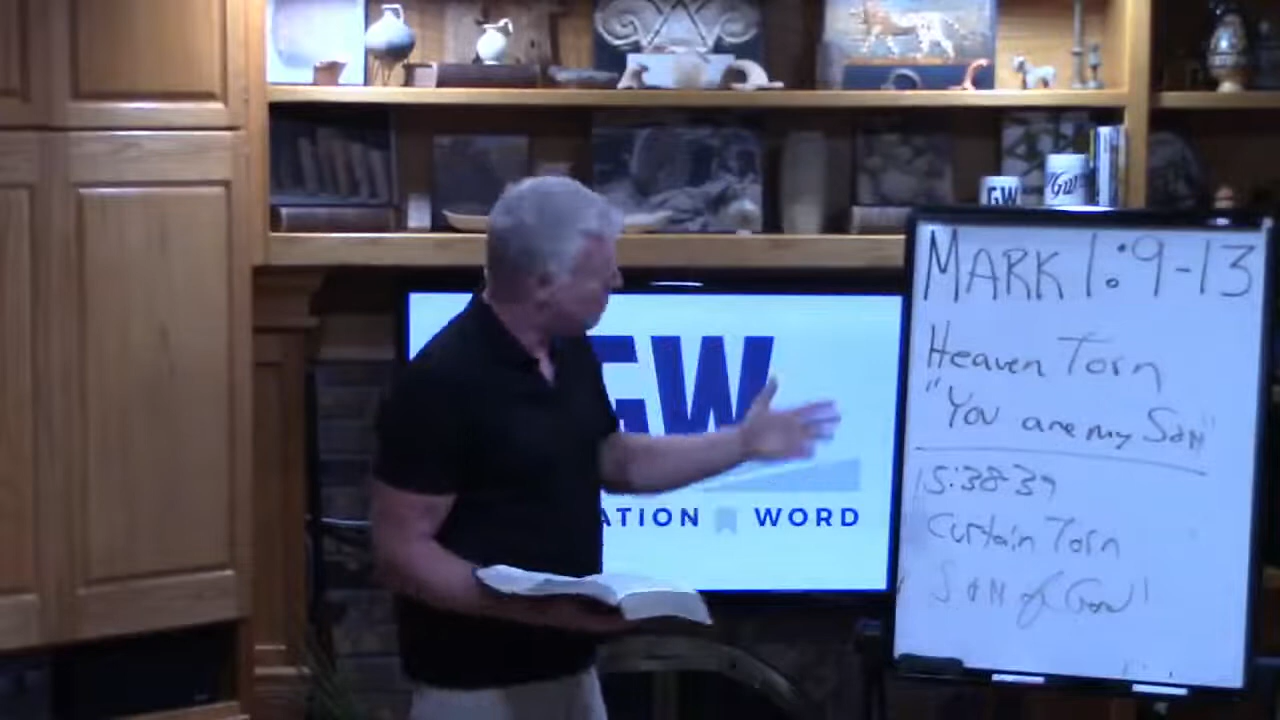 GW
Gu
MARK 1:9-13
Heaven Torn
"You are my Son"
15:38-39
Curtain Torn
Son of God"
GW
ATION WORD